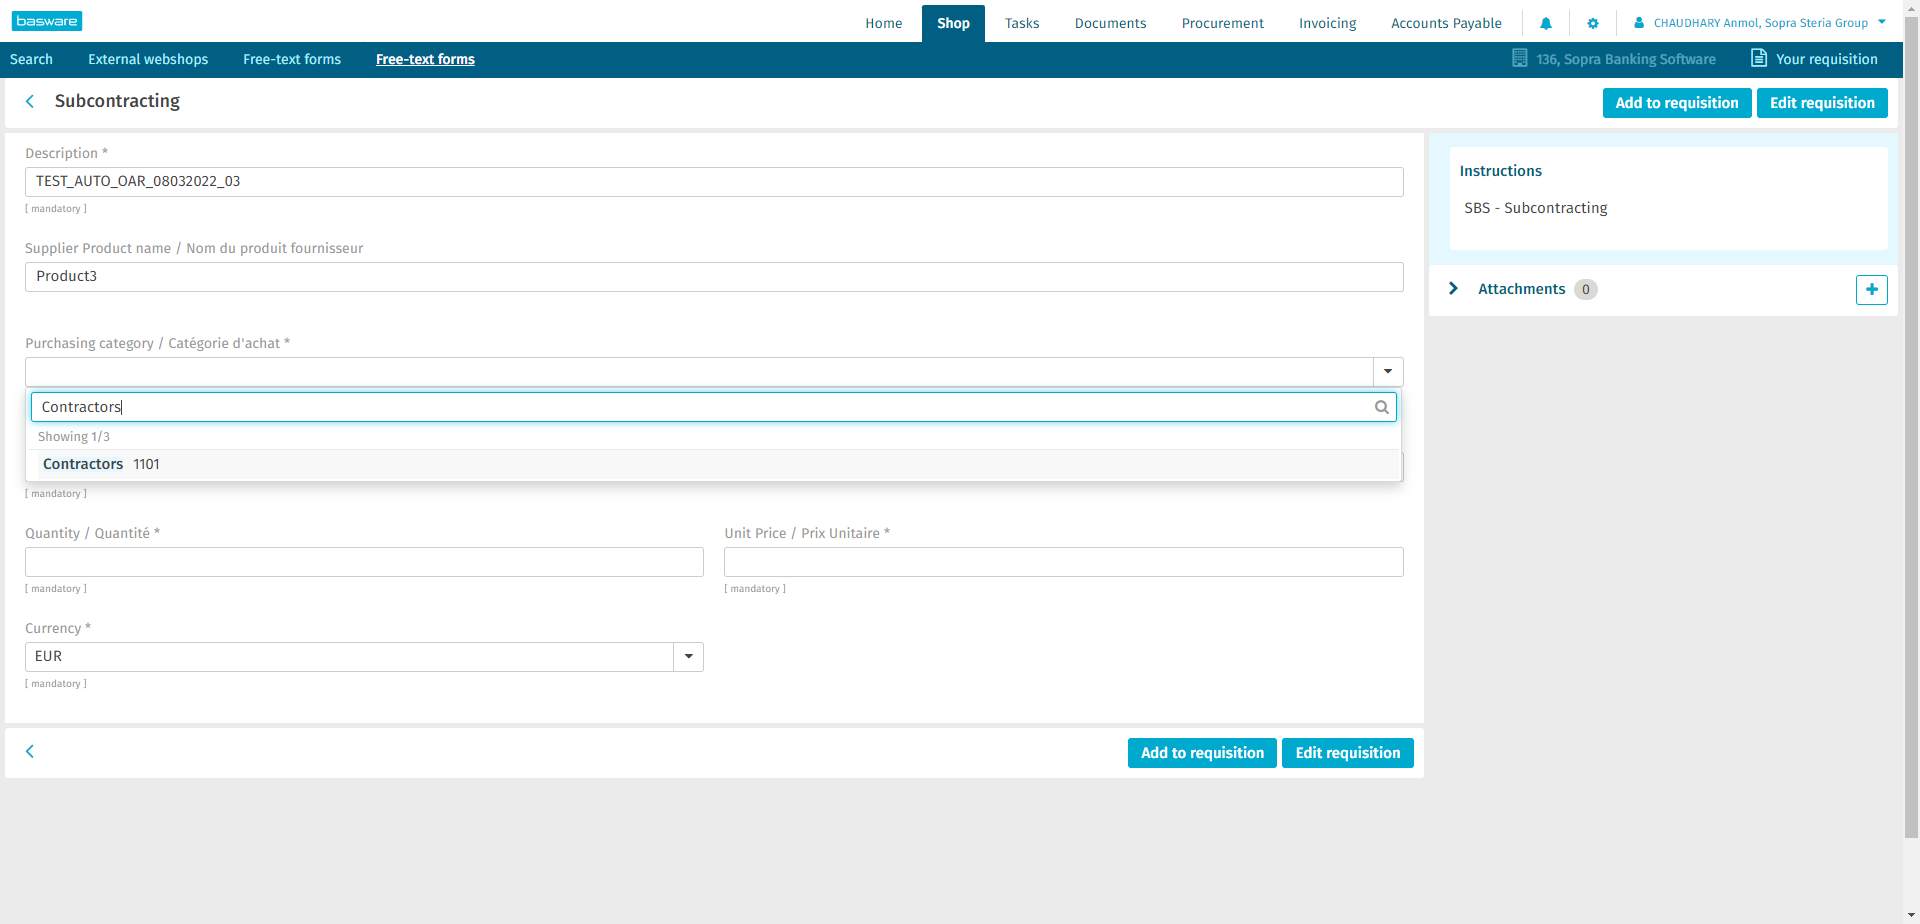 basware
Home
Shop
Tasks
Documents
Procurement
Invoicing
Accounts Payable
CHAUDHARY Anmol, Sopra Steria Group
Search
External webshops
Free-text forms
Free-text forms
136, Sopra Banking Software
Your requisition
Subcontracting
Add to requisition
Edit requisition
Description *
TEST_AUTO_OAR_08032022_03
[ mandatory ]
Supplier Product name / Nom du produit fournisseur
Product3
Purchasing category / Catégorie d'achat *
Contractors
Showing 1/3
Contractors 1101
[ mandatory ]
Quantity / Quantité *
Unit Price / Prix Unitaire *
[ mandatory ]
[ mandatory ]
Currency *
EUR
[ mandatory ]
Add to requisition
Edit requisition
Instructions
SBS - Subcontracting
Attachments 0